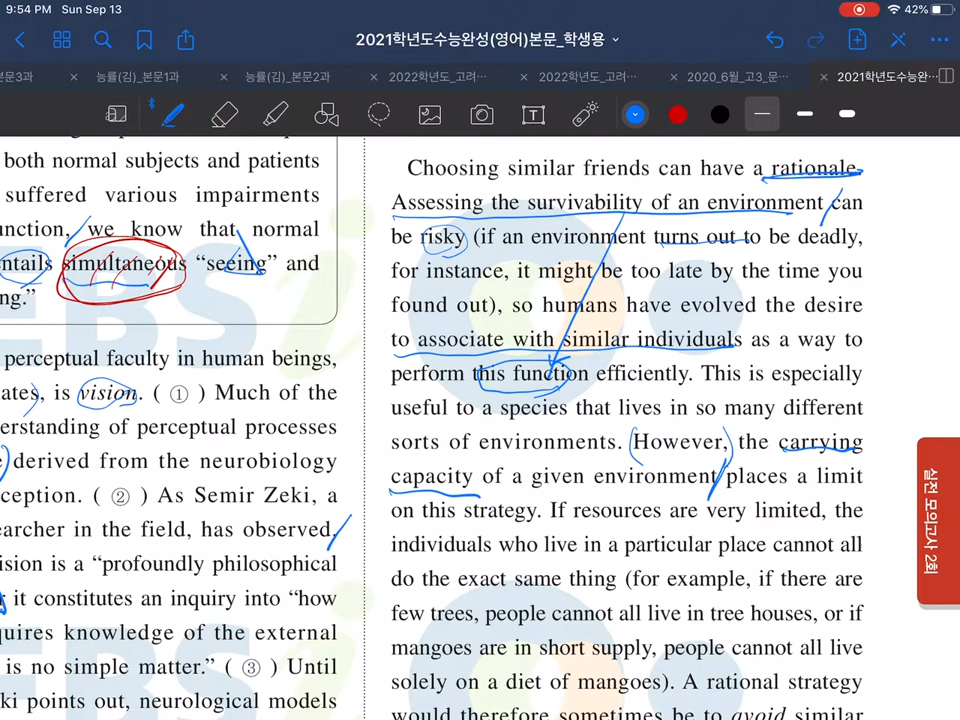 9:54 PM Sun Sep 13
42%
2021학년도수능완성(영어)본문_학생용
본문3과
능률(김)_본문1과
능률(김)_본문2과
2022학년도_고려…
2022학년도_고려…
2020_6월_고3_문…
2021학년도수능완…
both normal subjects and patients
suffered various impairments
unction, we know that normal
ntails simultaneous “seeing” and
ng.”
perceptual faculty in human beings,
ates, is vision. ( ① ) Much of the
erstanding of perceptual processes
derived from the neurobiology
ception. ( ② ) As Semir Zeki, a
earcher in the field, has observed,
ision is a “profoundly philosophical
it constitutes an inquiry into “how
quires knowledge of the external
is no simple matter.” ( ③ ) Until
ki points out, neurological models
Choosing similar friends can have a rationale.
Assessing the survivability of an environment can
be risky (if an environment turns out to be deadly,
for instance, it might be too late by the time you
found out), so humans have evolved the desire
to associate with similar individuals as a way to
perform this function efficiently. This is especially
useful to a species that lives in so many different
sorts of environments. However, the carrying
capacity of a given environment places a limit
on this strategy. If resources are very limited, the
individuals who live in a particular place cannot all
do the exact same thing (for example, if there are
few trees, people cannot all live in tree houses, or if
mangoes are in short supply, people cannot all live
solely on a diet of mangoes). A rational strategy
would therefore sometimes be to avoid similar
실전 모의고사 2회
EBSi